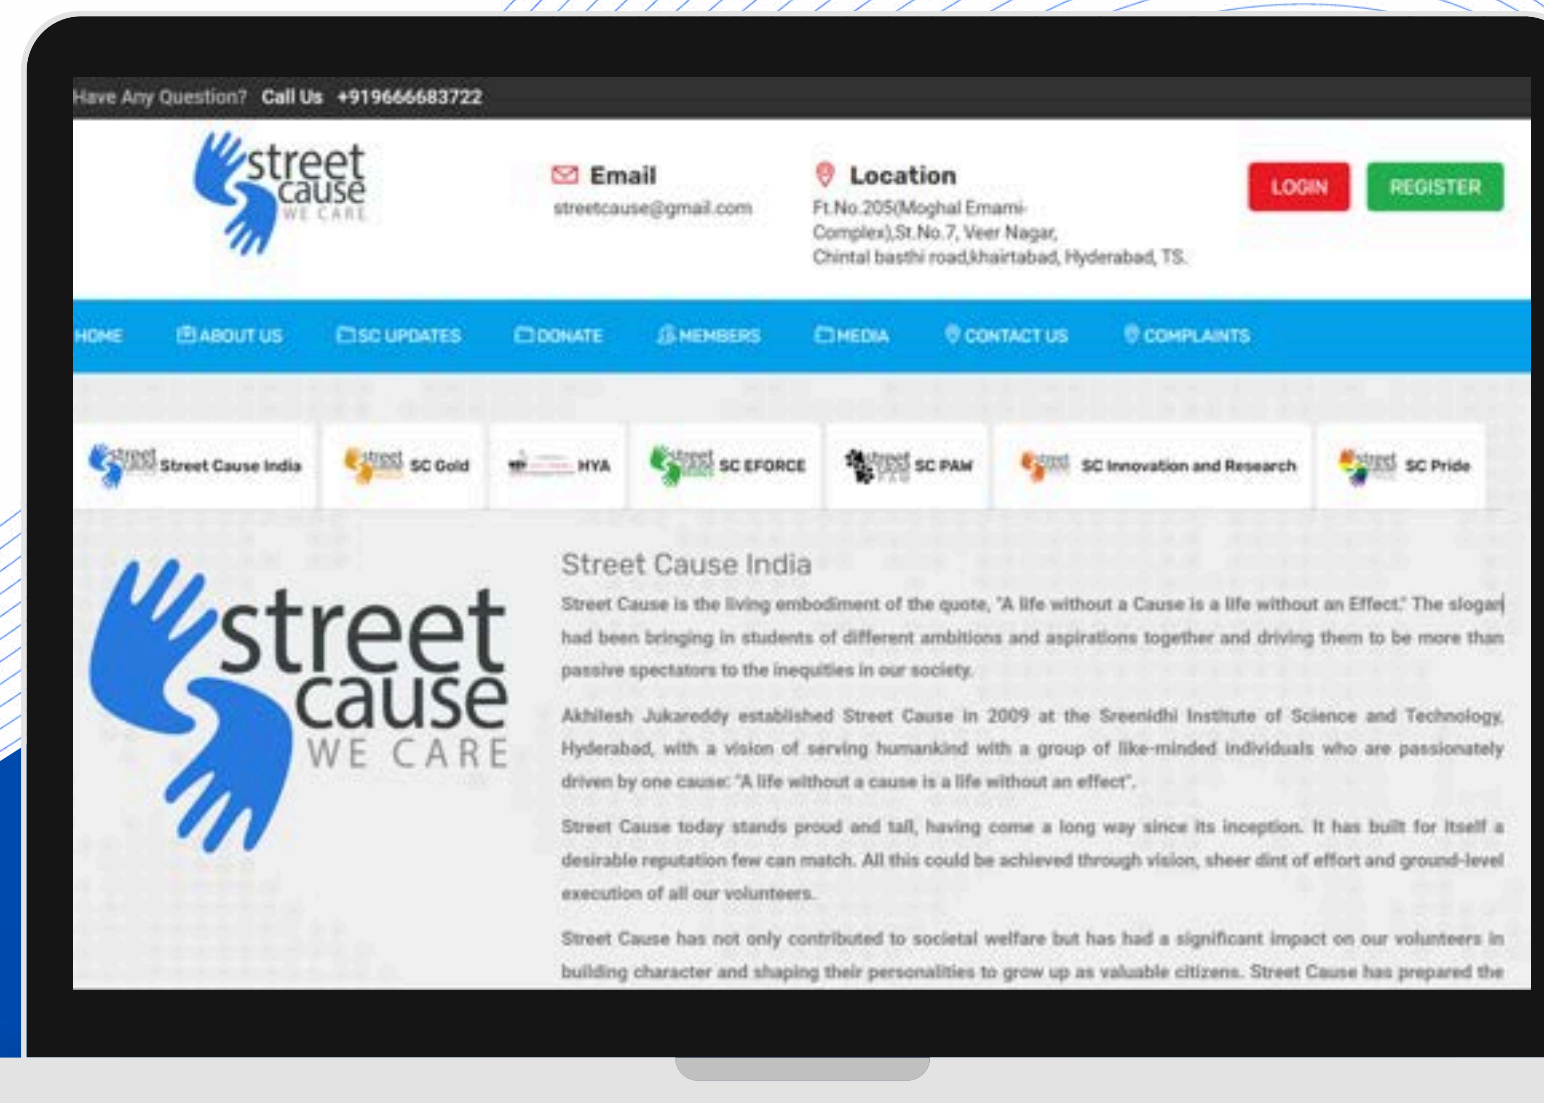 Have Any Question? Call Us +919666683722
street
cause
WE CARE
Email
streetcause@gmail.com
Location
Ft.No.205(Moghal Emami-
Complex),St.No.7, Veer Nagar,
Chintal basthi road,khairtabad, Hyderabad, TS.
LOGIN
REGISTER
HOME
ABOUT US
SC UPDATES
DONATE
MEMBERS
MEDIA
CONTACT US
COMPLAINTS
street
cause
Street Cause India
street
cause
SC Gold
HYA
street
cause
SC EFORCE
street
cause
PAW
SC PAW
street
SC Innovation and Research
street
SC Pride
street
cause
WE CARE
Street Cause India
Street Cause is the living embodiment of the quote, "A life without a Cause is a life without an Effect." The slogan
had been bringing in students of different ambitions and aspirations together and driving them to be more than
passive spectators to the inequities in our society.
Akhilesh Jukareddy established Street Cause in 2009 at the Sreenidhi Institute of Science and Technology,
Hyderabad, with a vision of serving humankind with a group of like-minded individuals who are passionately
driven by one cause: "A life without a cause is a life without an effect".
Street Cause today stands proud and tall, having come a long way since its inception. It has built for itself a
desirable reputation few can match. All this could be achieved through vision, sheer dint of effort and ground-level
execution of all our volunteers.
Street Cause has not only contributed to societal welfare but has had a significant impact on our volunteers in
building character and shaping their personalities to grow up as valuable citizens. Street Cause has prepared the